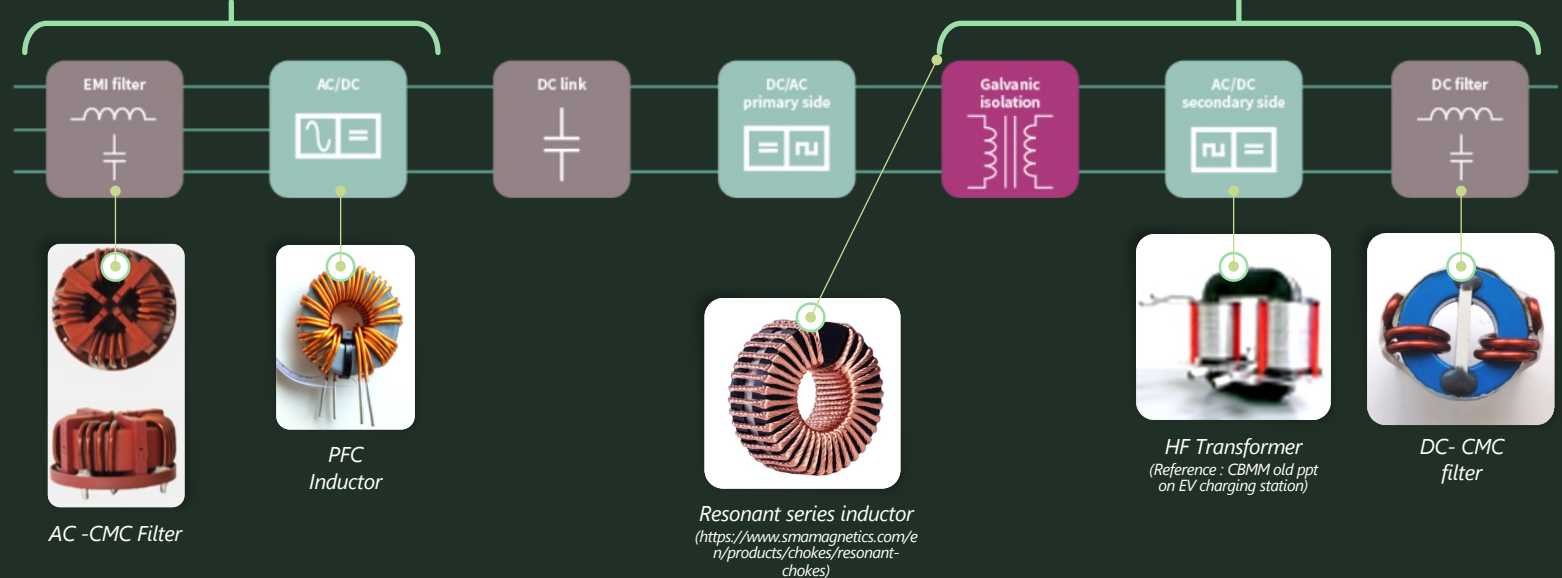 EMI filter
AC/DC
DC link
DC/AC
primary side
Galvanic
isolation
AC/DC
secondary side
DC filter
AC -CMC Filter
PFC
Inductor
Resonant series inductor
(https://www.smamagnetics.com/e
n/products/chokes/resonant-
chokes)
HF Transformer
(Reference : CBMM old ppt
on EV charging station)
DC- CMC
filter